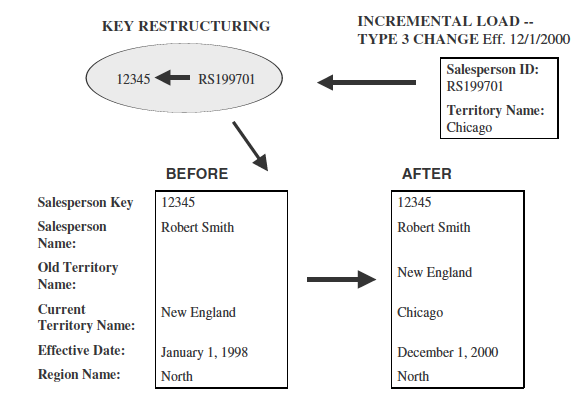 KEY RESTRUCTURING
INCREMENTAL LOAD --
TYPE 3 CHANGE Eff. 12/1/2000
12345 RS199701
Salesperson ID:
RS199701
Territory Name:
Chicago
BEFORE AFTER
Salesperson Key 12345 12345
Salesperson
Name: Robert Smith Robert Smith
Old Territory
Name: New England
Current
Territory Name: New England Chicago
Effective Date: January 1, 1998 December 1, 2000
Region Name: North North